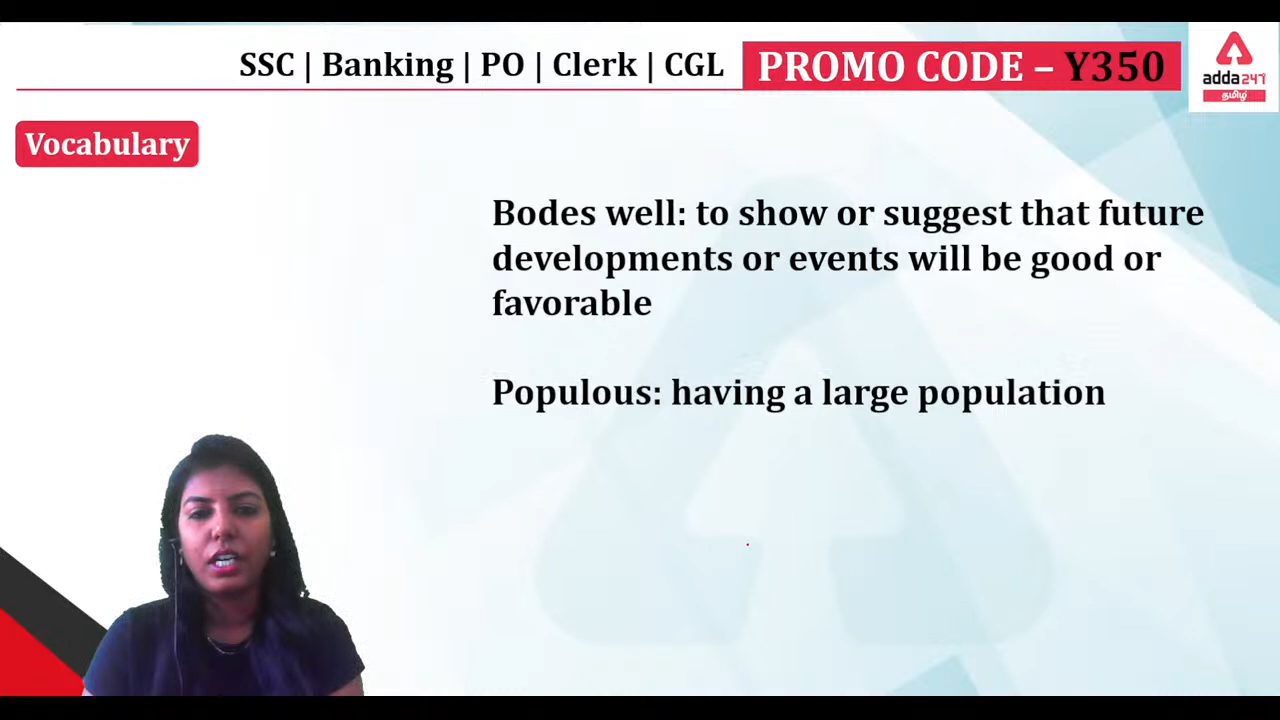 SSC | Banking | PO | Clerk | CGL PROMO CODE – Y350
adda247
தமிழ்
Vocabulary
Bodes well: to show or suggest that future
developments or events will be good or
favorable
Populous: having a large population